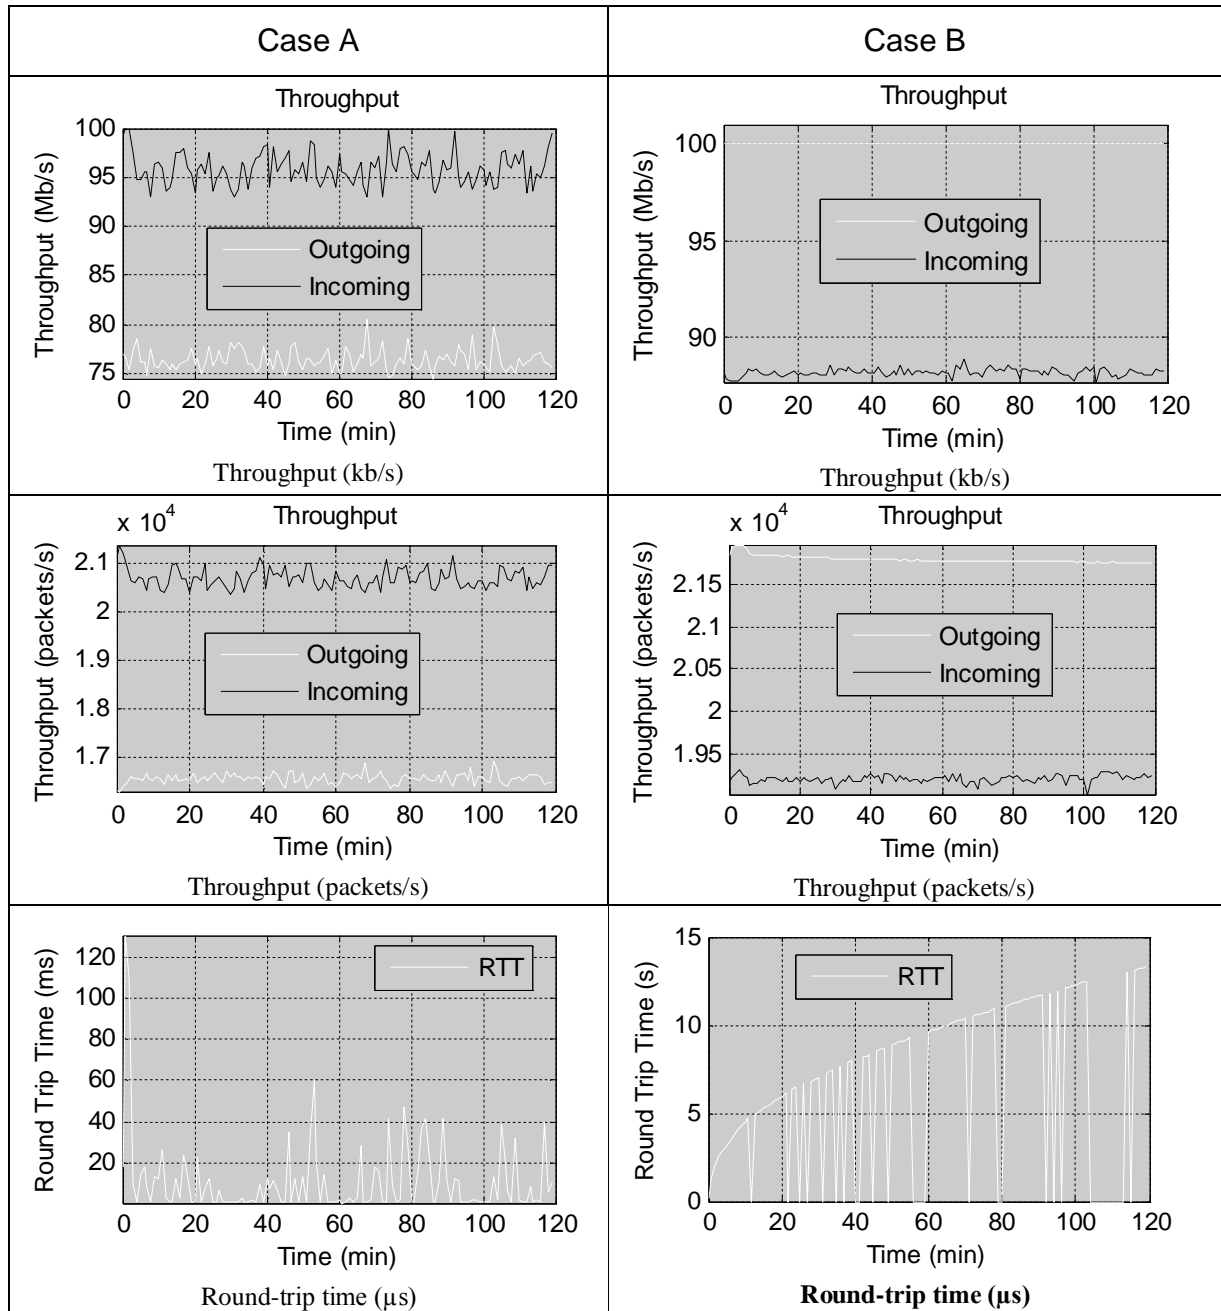 Case A
Case B
Throughput
100
95
90
85
80
75
Throughput (Mb/s)
Outgoing
Incoming
0 20 40 60 80 100 120
Time (min)
Throughput (kb/s)
Throughput
100
95
90
Throughput (Mb/s)
Outgoing
Incoming
0 20 40 60 80 100 120
Time (min)
Throughput (kb/s)
x 10⁴
Throughput
2.1
2
1.9
1.8
1.7
Throughput (packets/s)
Outgoing
Incoming
0 20 40 60 80 100 120
Time (min)
Throughput (packets/s)
x 10⁴
Throughput
2.15
2.1
2.05
2
1.95
Throughput (packets/s)
Outgoing
Incoming
0 20 40 60 80 100 120
Time (min)
Throughput (packets/s)
120
100
80
60
40
20
Round Trip Time (ms)
RTT
0 20 40 60 80 100 120
Time (min)
Round-trip time (µs)
15
10
5
0
Round Trip Time (s)
RTT
0 20 40 60 80 100 120
Time (min)
Round-trip time (µs)